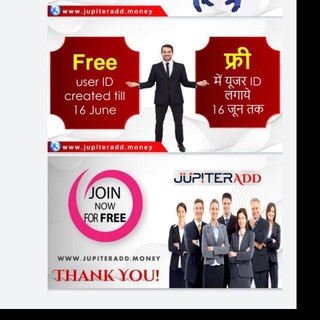 www.jupiteradd.money
Free
user ID
created till
16 June
फ्री
में यूजर ID
लगाये
16 जून तक
www.jupiteradd.money
JUPITERADD
JOIN
NOW
FOR FREE
WWW.JUPITERADD.MONEY
THANK YOU!